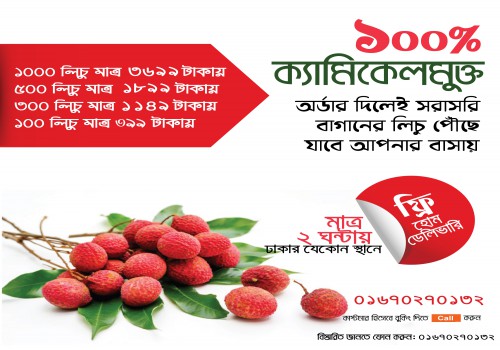 ১০০%
ক্যামিকেলমুক্ত
১০০০ লিচু মাত্র ৩৬৯৯ টাকায়
৫০০ লিচু মাত্র ১৮৯৯ টাকায়
৩০০ লিচু মাত্র ১১৪৯ টাকায়
১০০ লিচু মাত্র ৩৯৯ টাকায়
অর্ডার দিলেই সরাসরি
বাগানের লিচু পৌঁছে
যাবে আপনার বাসায়
মাত্র
২ ঘন্টায়
ঢাকার যেকোন স্থানে
ফ্রি
হোম
ডেলিভারি
০১৬৭০২৭০১৩২
কাস্টমার হিসেবে বুকিং দিতে Call করুন
বিস্তারিত জানতে ফোন করুন: ০১৬৭০২৭০১৩২